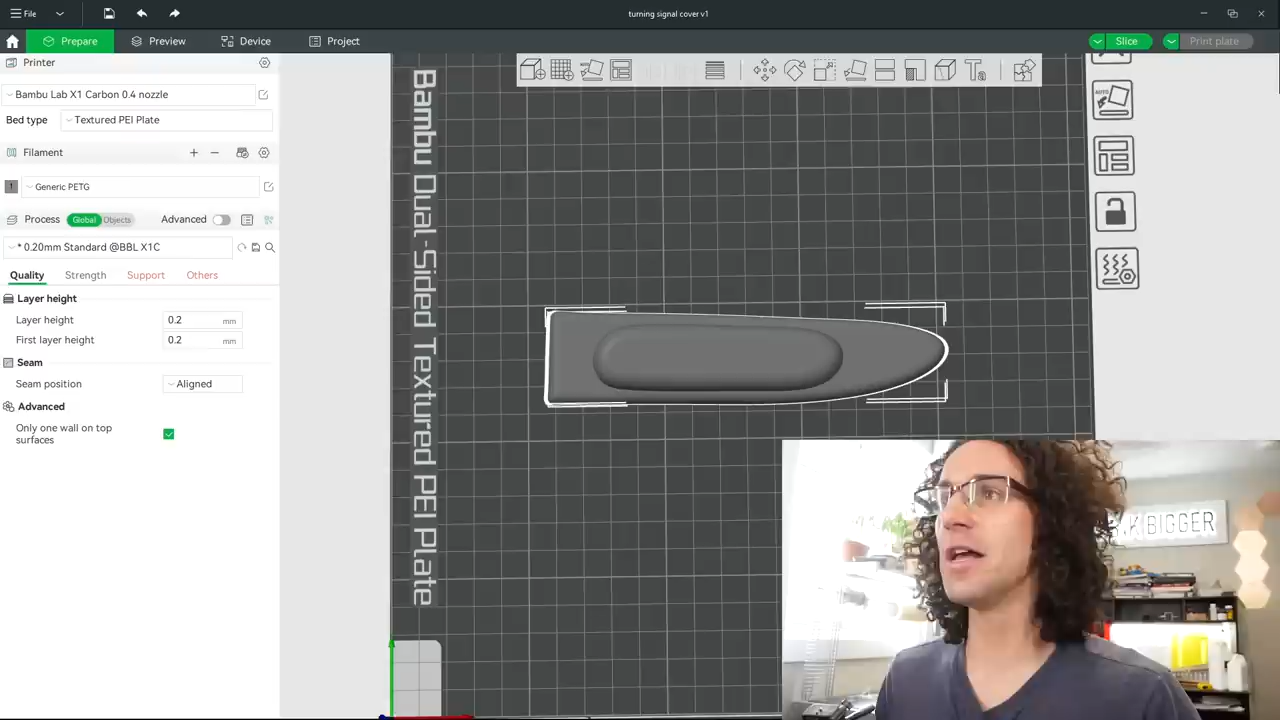 File
turning signal cover v1
Prepare
Preview
Device
Project
Slice
Print plate
Printer
Bambu Lab X1 Carbon 0.4 nozzle
Bed type
Textured PEI Plate
Filament
1
Generic PETG
Process
Global
Objects
Advanced
* 0.20mm Standard @BBL X1C
Quality
Strength
Support
Others
Layer height
Layer height
0.2
mm
First layer height
0.2
mm
Seam
Seam position
Aligned
Advanced
Only one wall on top
surfaces
Bambu Dual-Sided Textured PEI Plate
AUTO
BIGGER